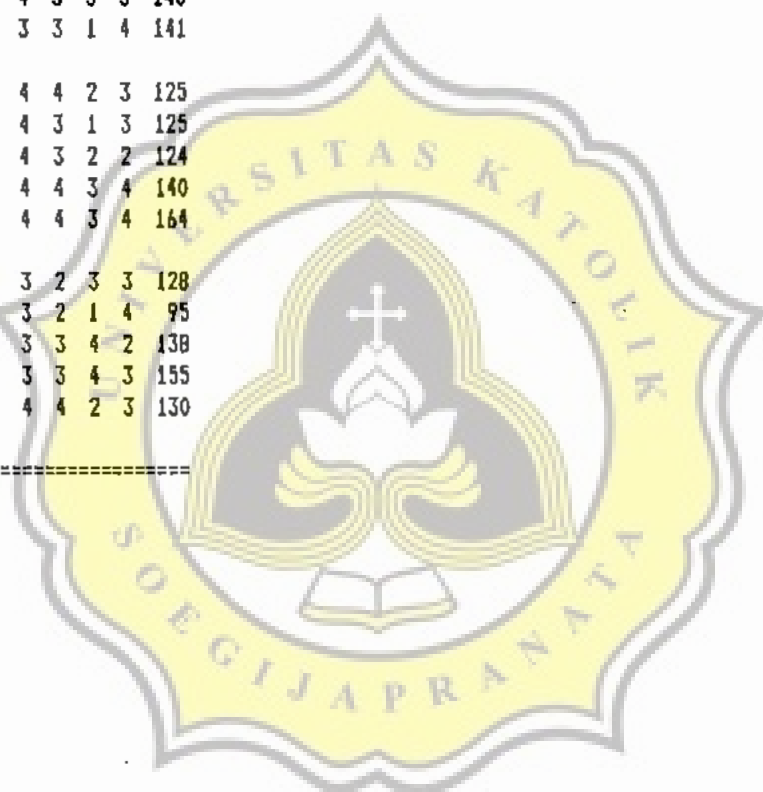 3 3 1 4 141
4 4 2 3 125
4 3 1 3 125
4 3 2 2 124
4 4 3 4 140
4 4 3 4 164
3 2 3 3 128
3 2 1 4 95
3 3 4 2 138
3 3 4 3 155
4 4 2 3 130
==================
UNIVERSITAS KATOLIK
SOEGIJAPRANATA